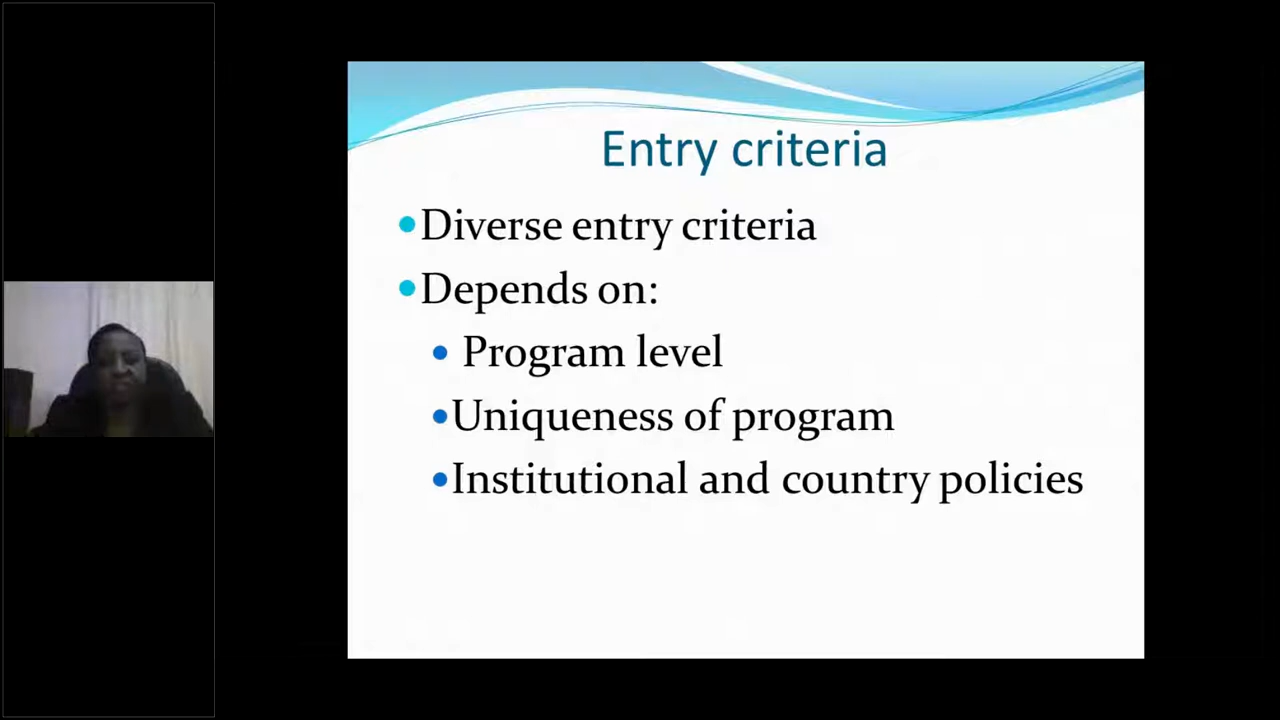 Entry criteria
Diverse entry criteria
Depends on:
Program level
Uniqueness of program
Institutional and country policies